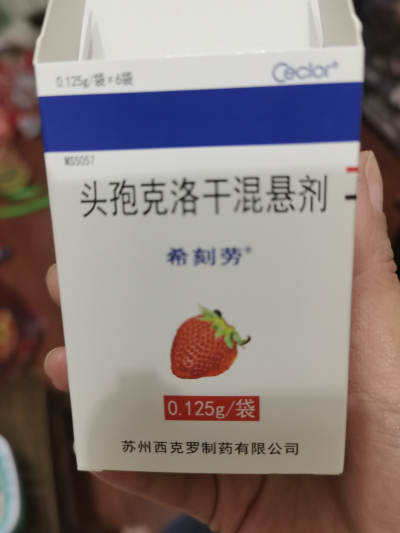 0.125g/袋×6袋 Ceclor®
MS5057
头孢克洛干混悬剂
希刻劳®
0.125g/袋
苏州西克罗制药有限公司